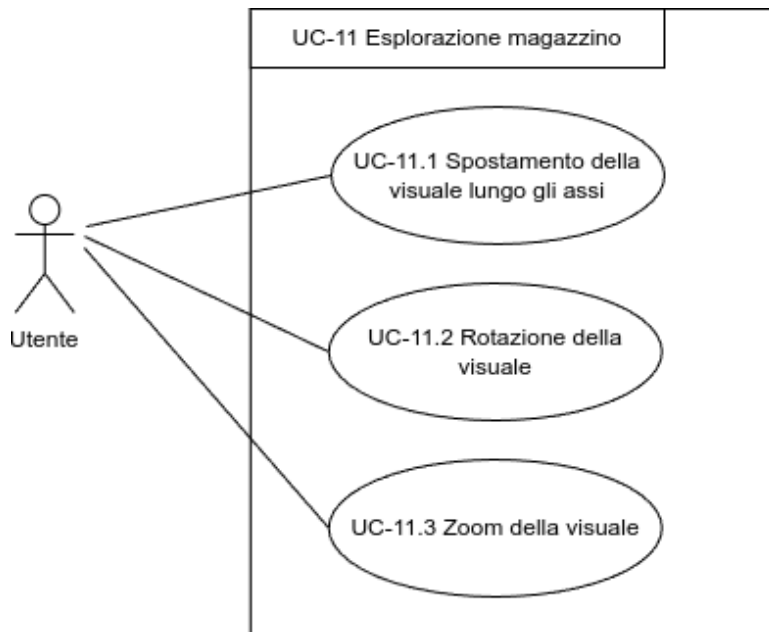 UC-11 Esplorazione magazzino
UC-11.1 Spostamento della
visuale lungo gli assi
Utente
UC-11.2 Rotazione della
visuale
UC-11.3 Zoom della visuale